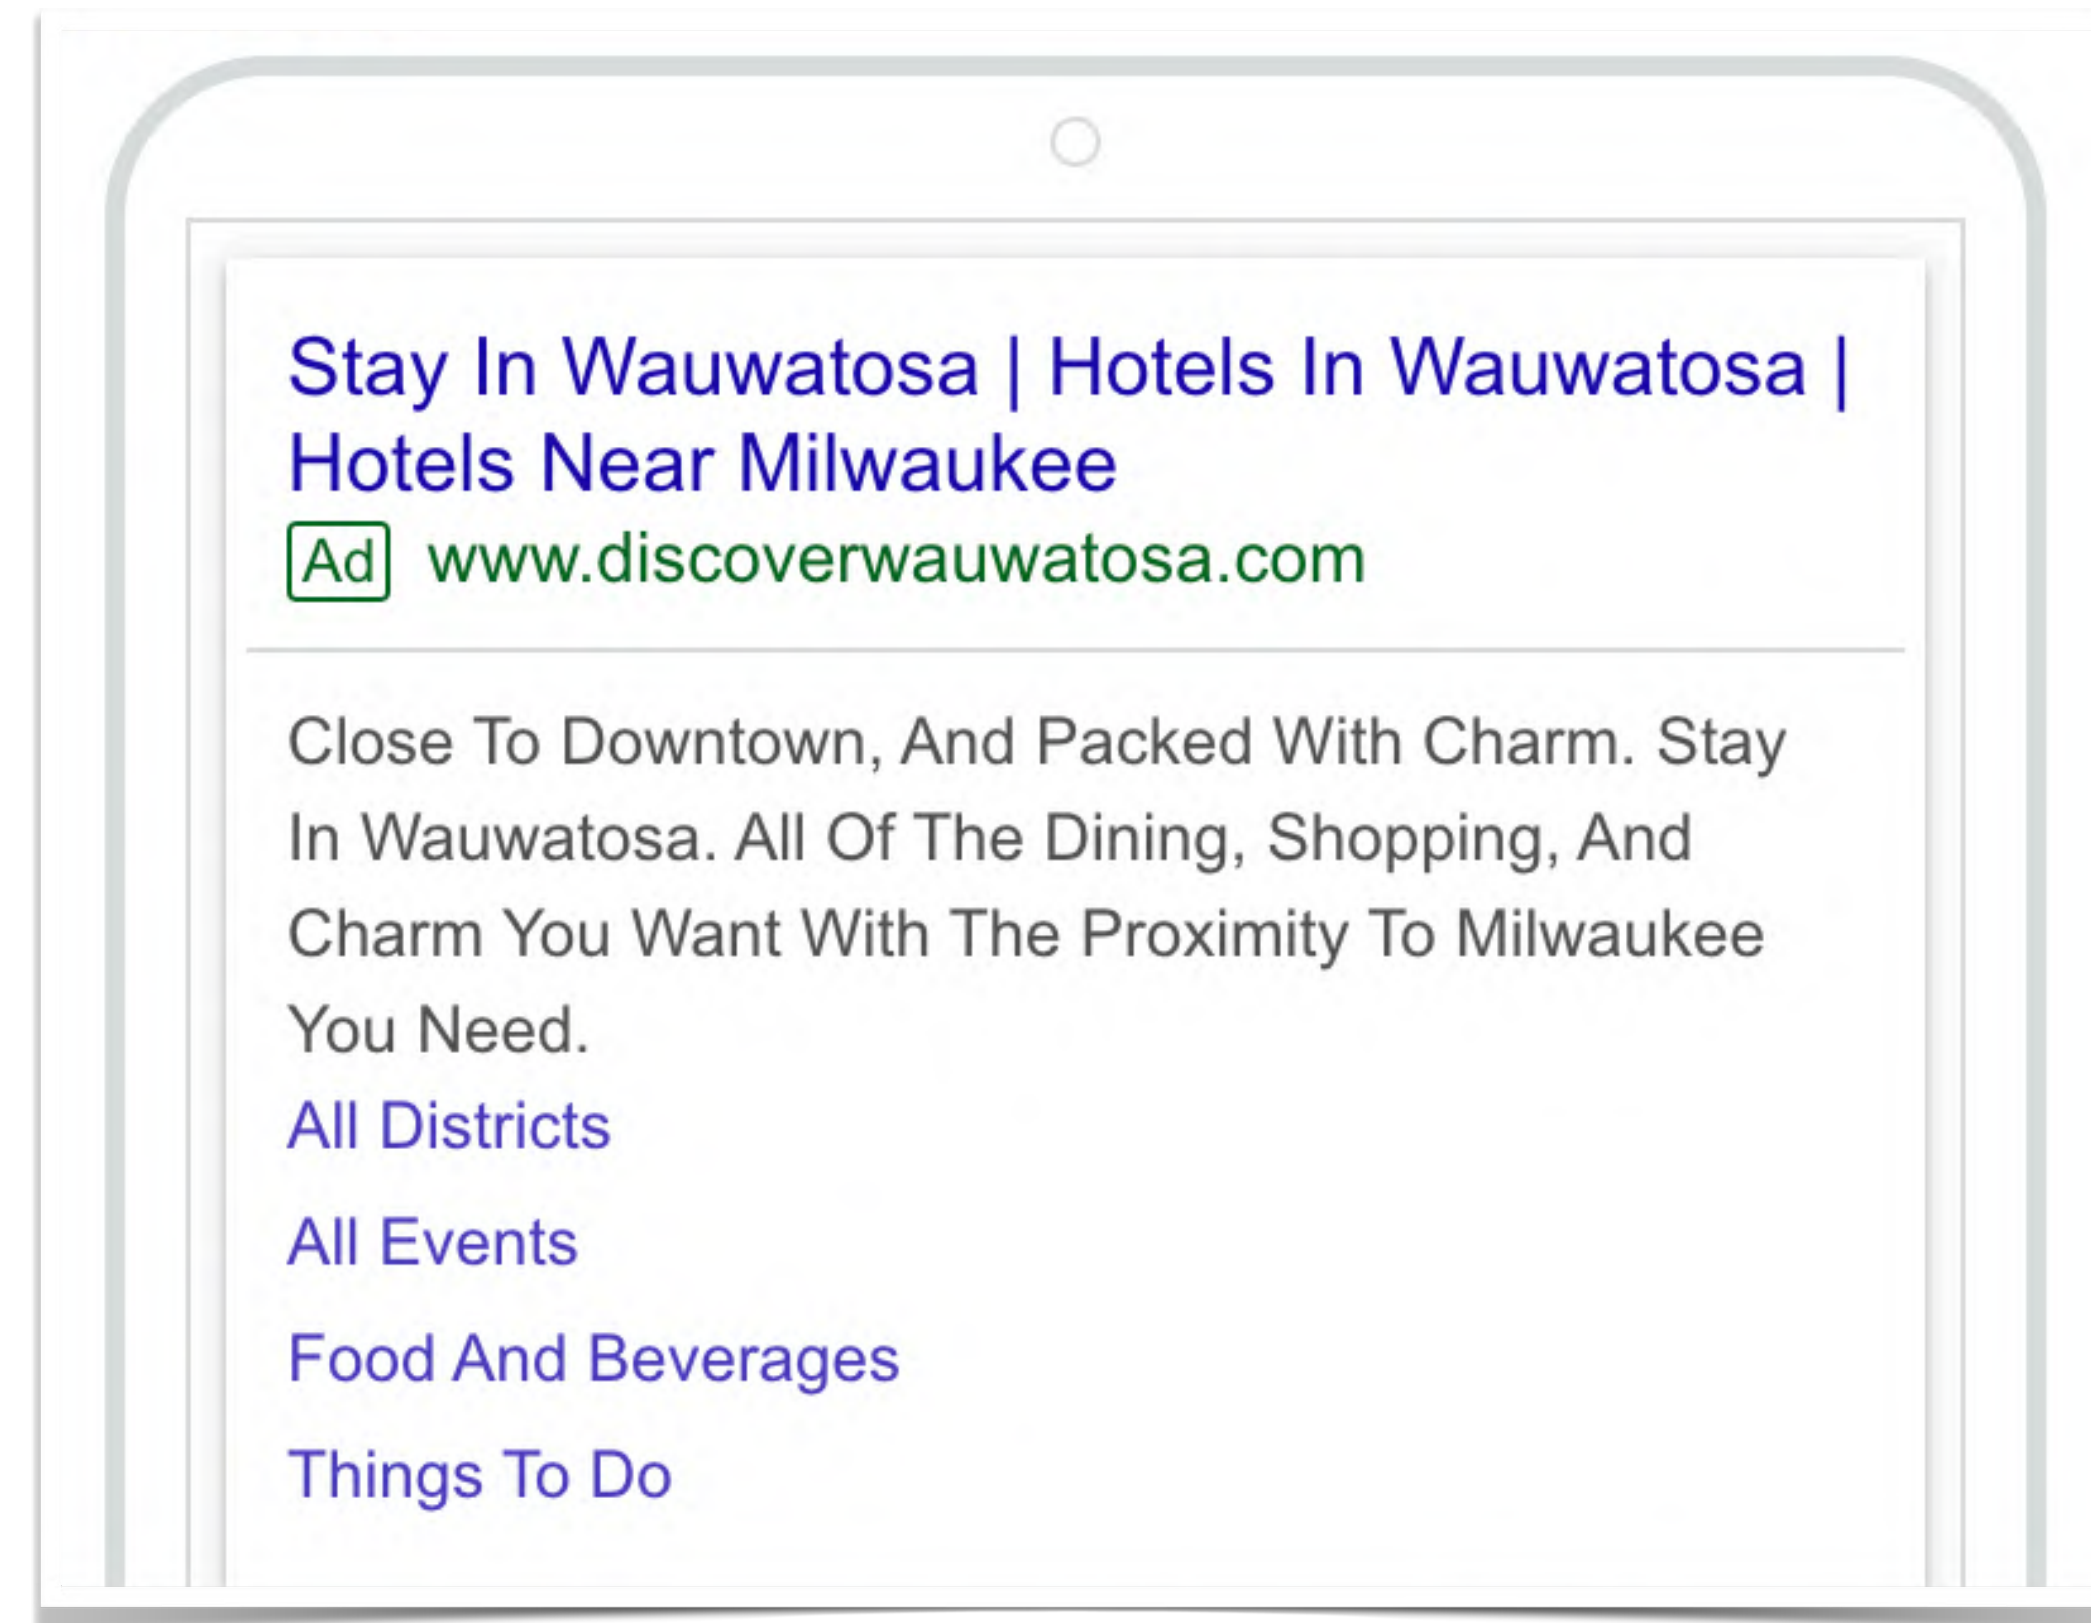 Stay In Wauwatosa | Hotels In Wauwatosa |
Hotels Near Milwaukee
Ad www.discoverwauwatosa.com
Close To Downtown, And Packed With Charm. Stay
In Wauwatosa. All Of The Dining, Shopping, And
Charm You Want With The Proximity To Milwaukee
You Need.
All Districts
All Events
Food And Beverages
Things To Do